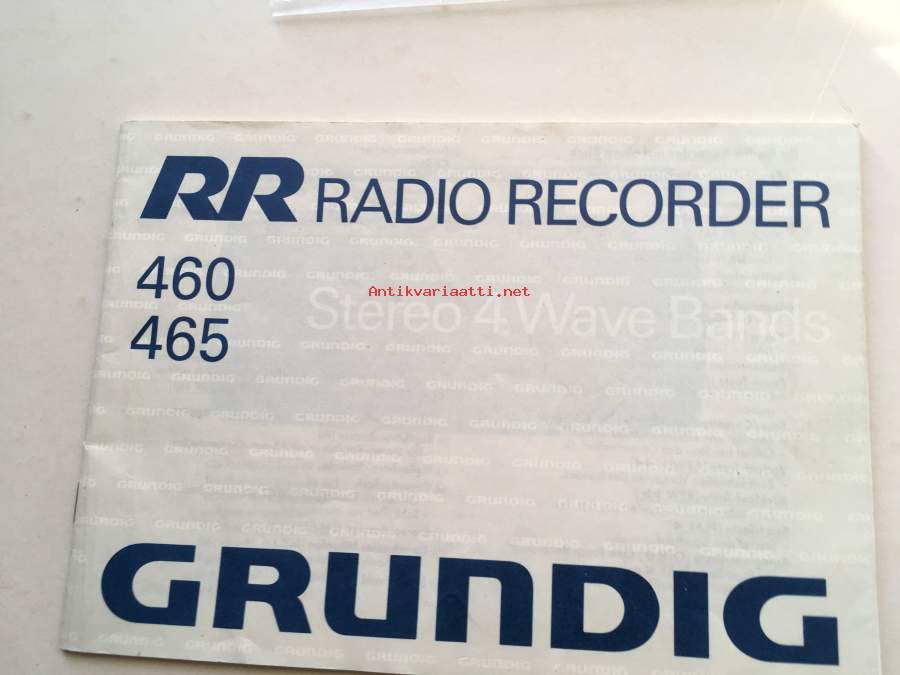 RR RADIO RECORDER
460
465
Antikvariaatti.net
Stereo 4 Wave Bands
GRUNDIG